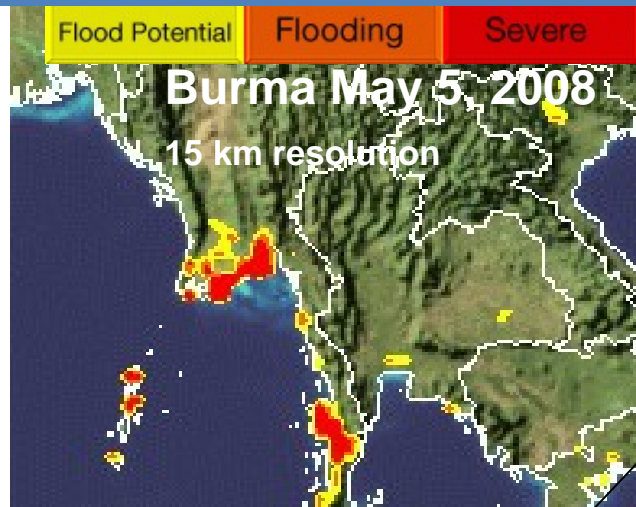 Flood Potential Flooding Severe
Burma May 5, 2008
15 km resolution